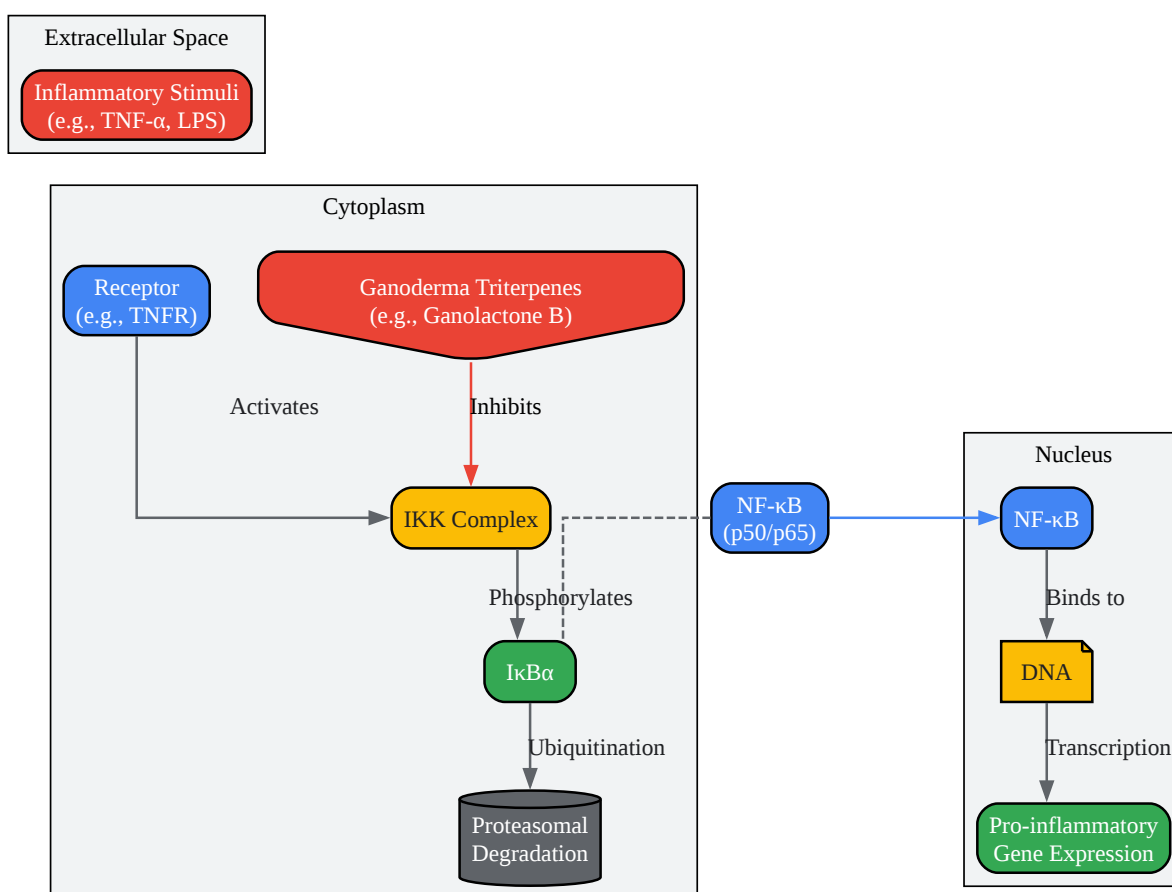 Extracellular Space
Inflammatory Stimuli
(e.g., TNF-α, LPS)
Cytoplasm
Receptor
(e.g., TNFR)
Ganoderma Triterpenes
(e.g., Ganolactone B)
Activates
Inhibits
IKK Complex
Phosphorylates
IκBα
Ubiquitination
Proteasomal
Degradation
NF-κB
(p50/p65)
Nucleus
NF-κB
Binds to
DNA
Transcription
Pro-inflammatory
Gene Expression